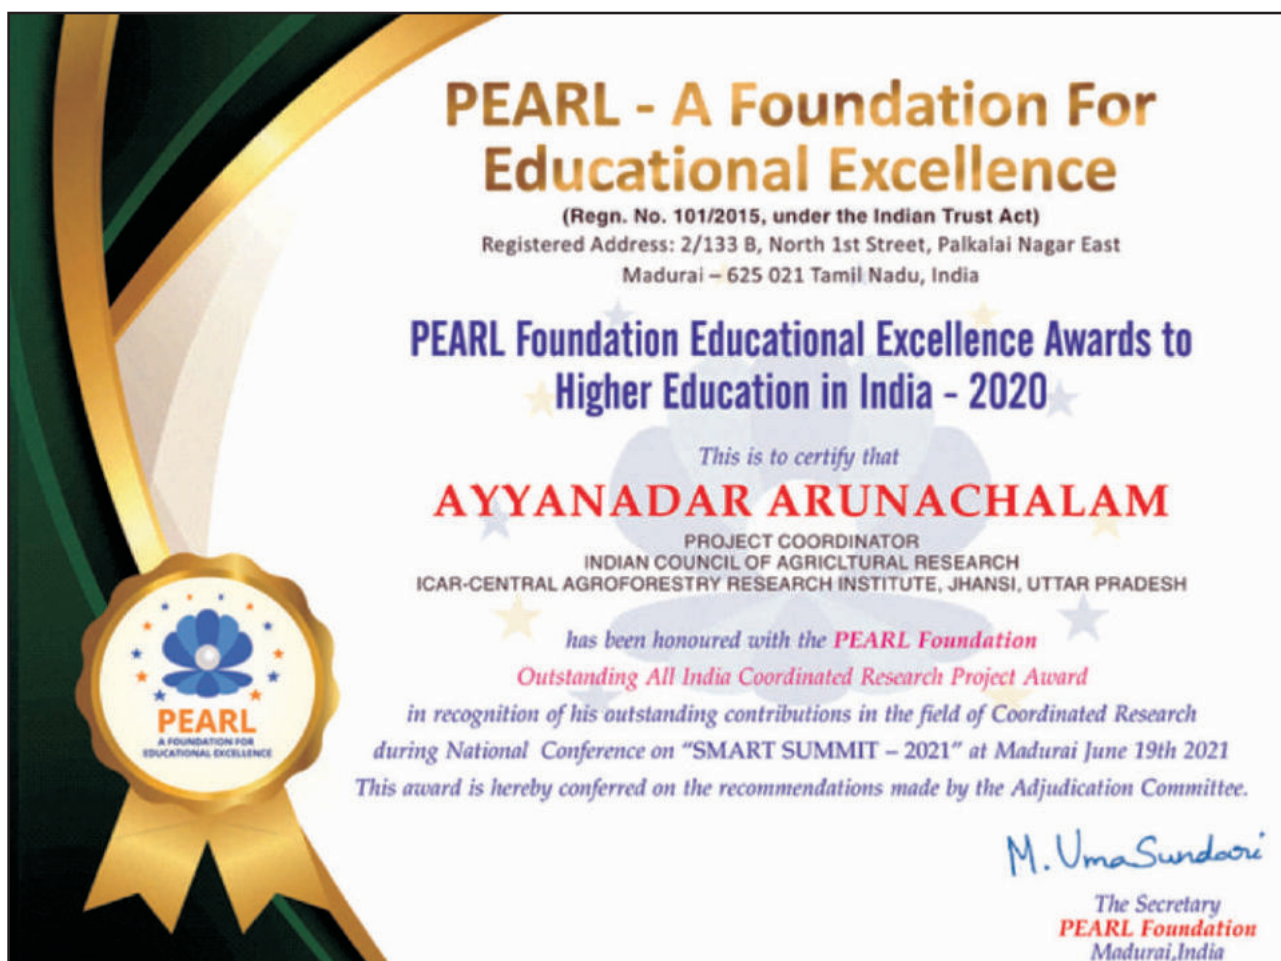 PEARL - A Foundation For
Educational Excellence
(Regn. No. 101/2015, under the Indian Trust Act)
Registered Address: 2/133 B, North 1st Street, Palkalai Nagar East
Madurai – 625 021 Tamil Nadu, India
PEARL Foundation Educational Excellence Awards to
Higher Education in India - 2020
This is to certify that
AYYANADAR ARUNACHALAM
PROJECT COORDINATOR
INDIAN COUNCIL OF AGRICLTURAL RESEARCH
ICAR-CENTRAL AGROFORESTRY RESEARCH INSTITUTE, JHANSI, UTTAR PRADESH
has been honoured with the PEARL Foundation
Outstanding All India Coordinated Research Project Award
in recognition of his outstanding contributions in the field of Coordinated Research
during National Conference on "SMART SUMMIT – 2021" at Madurai June 19th 2021
This award is hereby conferred on the recommendations made by the Adjudication Committee.
PEARL
A FOUNDATION FOR
EDUCATIONAL EXCELLENCE
M. Uma Sundari
The Secretary
PEARL Foundation
Madurai,India